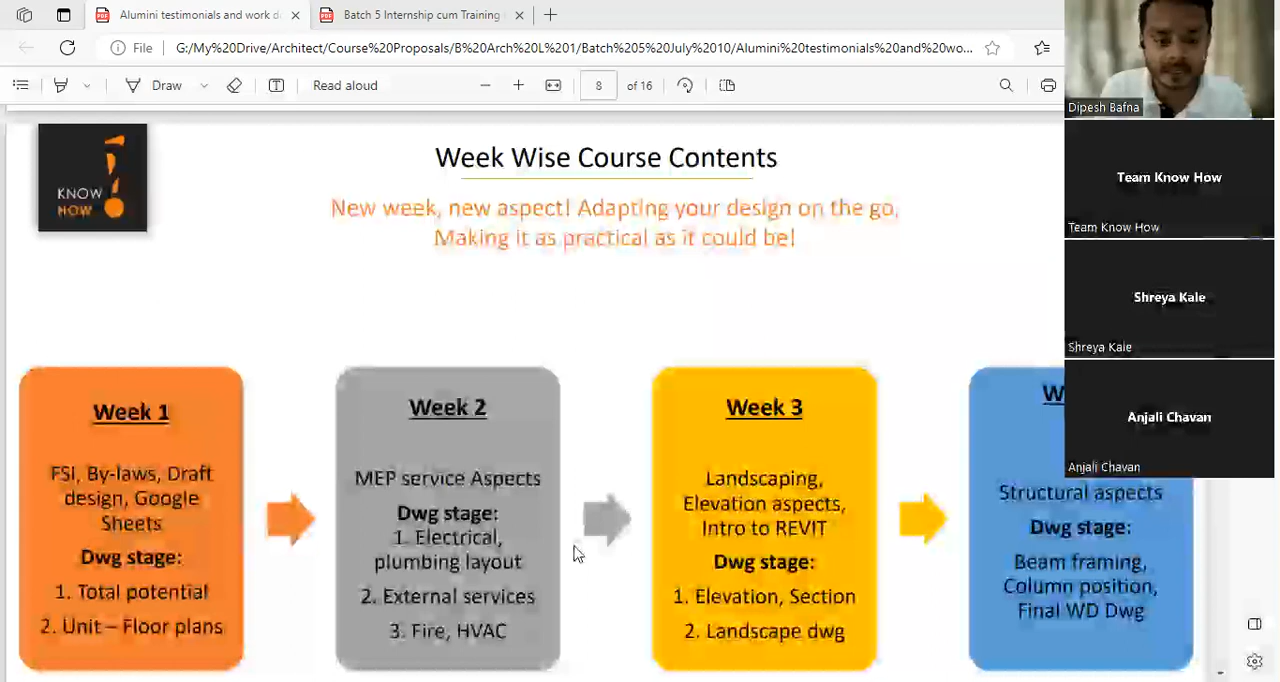 Alumini testimonials and work d
Batch 5 Internship cum Training
File
G:/My%20Drive/Architect/Course%20Proposals/B%20Arch%20L%201/Batch%205%20July%2010/Alumini%20testimonials%20and%20wo...
Draw
Read aloud
8
of 16
Dipesh Bafna
Team Know How
Team Know How
Shreya Kale
Shreya Kale
Anjali Chavan
Anjali Chavan
KNOW
HOW
Week Wise Course Contents
New week, new aspect! Adapting your design on the go,
Making it as practical as it could be!
Week 1
FSI, By-laws, Draft
design, Google
Sheets
Dwg stage:
1. Total potential
2. Unit – Floor plans
Week 2
MEP service Aspects
Dwg stage:
1. Electrical,
plumbing layout
2. External services
3. Fire, HVAC
Week 3
Landscaping,
Elevation aspects,
Intro to REVIT
Dwg stage:
1. Elevation, Section
2. Landscape dwg
W
Structural aspects
Dwg stage:
Beam framing,
Column position,
Final WD Dwg